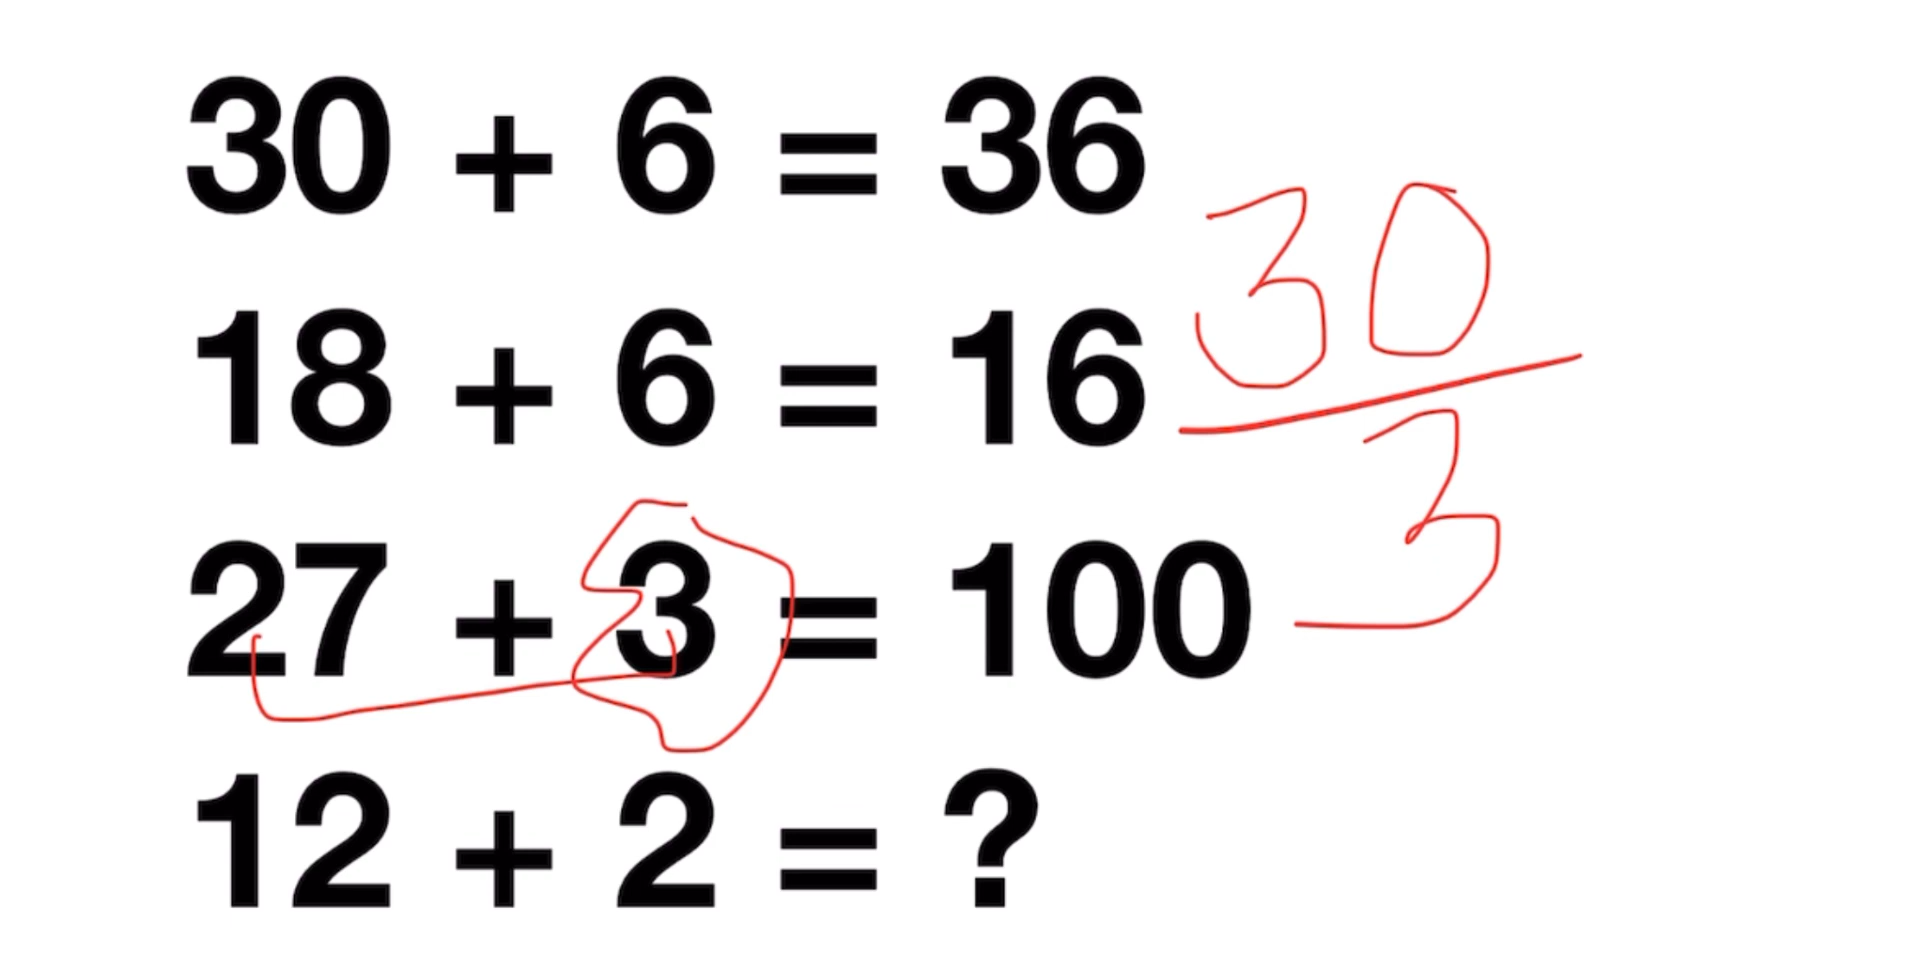 30 + 6 = 36
18 + 6 = 16
27 + 3 = 100
12 + 2 = ?
30
3